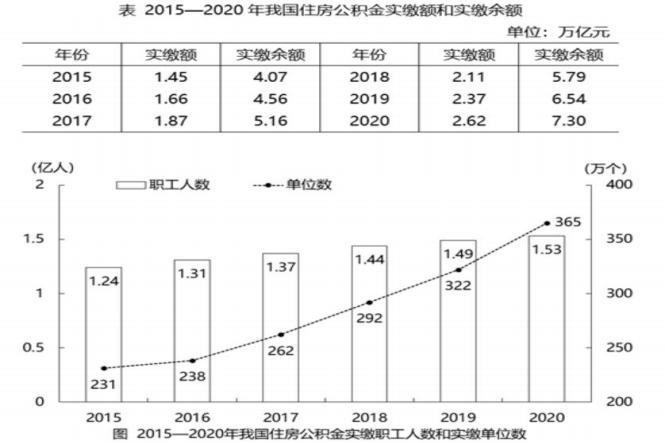 表 2015—2020年我国住房公积金实缴额和实缴余额
单位：万亿元
年份 实缴额 实缴余额 年份 实缴额 实缴余额
2015 1.45 4.07 2018 2.11 5.79
2016 1.66 4.56 2019 2.37 6.54
2017 1.87 5.16 2020 2.62 7.30
(亿人) (万个)
2 职工人数 单位数 400
365
1.5 350
1.24 1.31 1.37 1.44 1.49 1.53
322
1 300
292
262
0.5 250
231 238
0 200
2015 2016 2017 2018 2019 2020
图 2015—2020年我国住房公积金实缴职工人数和实缴单位数